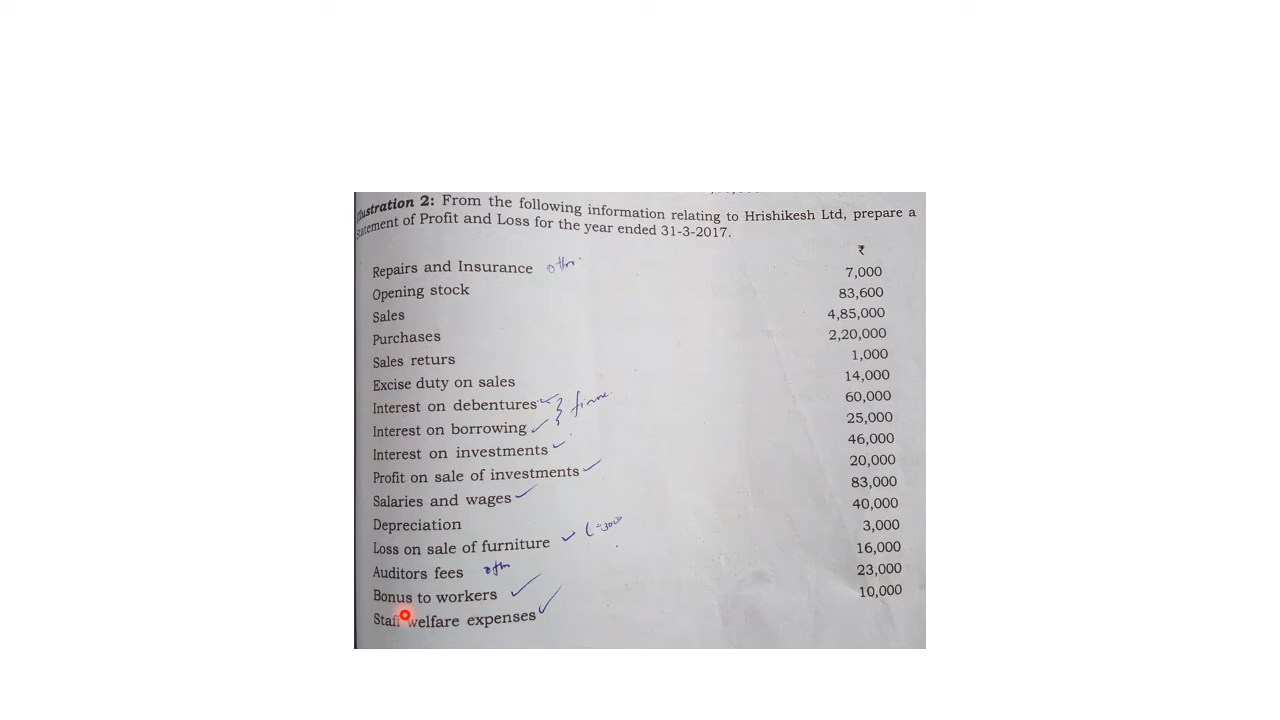 Illustration 2: From the following information relating to Hrishikesh Ltd, prepare a
Statement of Profit and Loss for the year ended 31-3-2017.
₹
Repairs and Insurance 7,000
Opening stock 83,600
Sales 4,85,000
Purchases 2,20,000
Sales returs 1,000
Excise duty on sales 14,000
Interest on debentures 60,000
Interest on borrowing 25,000
Interest on investments 46,000
Profit on sale of investments 20,000
Salaries and wages 83,000
Depreciation 40,000
Loss on sale of furniture 3,000
Auditors fees 16,000
Bonus to workers 23,000
Staff welfare expenses 10,000